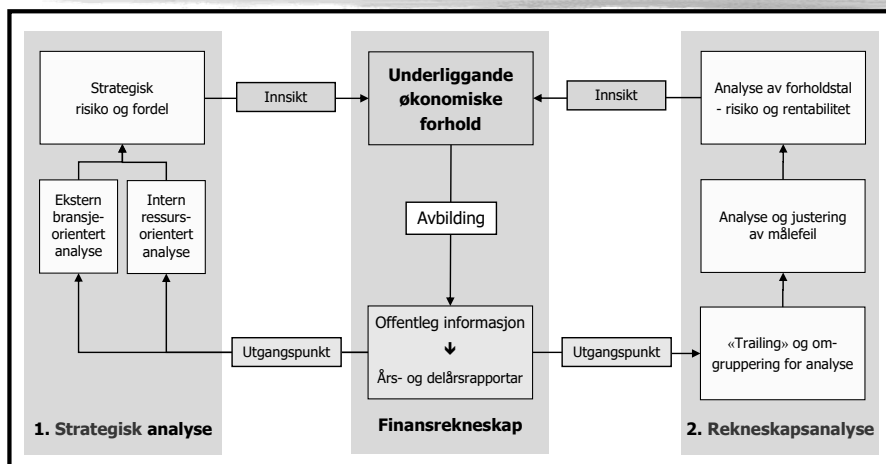 Strategisk
risiko og fordel
Innsikt
Ekstern
bransje-
orientert
analyse
Intern
ressurs-
orientert
analyse
Utgangspunkt
1. Strategisk analyse
Underliggande
økonomiske
forhold
Avbilding
Offentleg informasjon
Års- og delårsrapportar
Finansrekneskap
Innsikt
Analyse av forholdstal
- risiko og rentabilitet
Analyse og justering
av målefeil
«Trailing» og om-
gruppering for analyse
Utgangspunkt
2. Rekneskapsanalyse